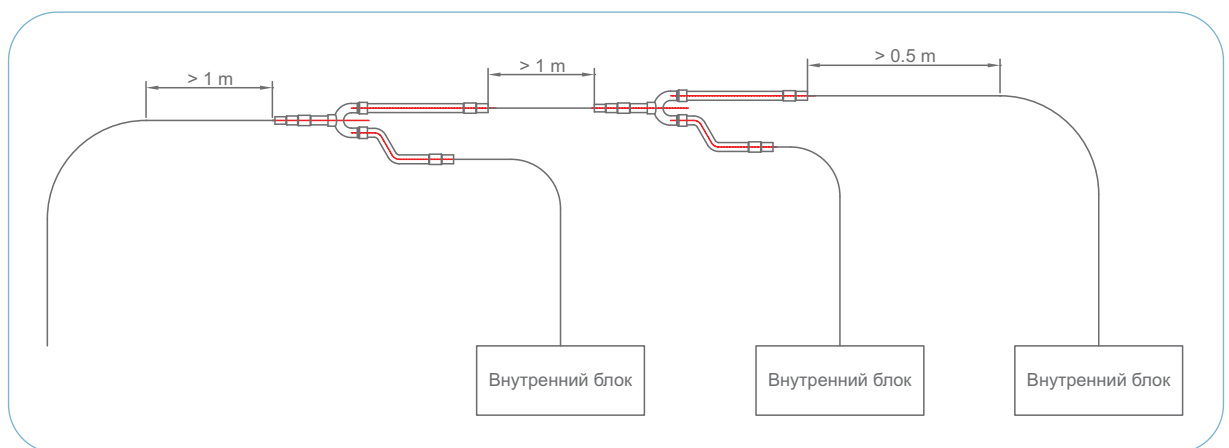 > 1 m
> 1 m
> 0.5 m
Внутренний блок
Внутренний блок
Внутренний блок